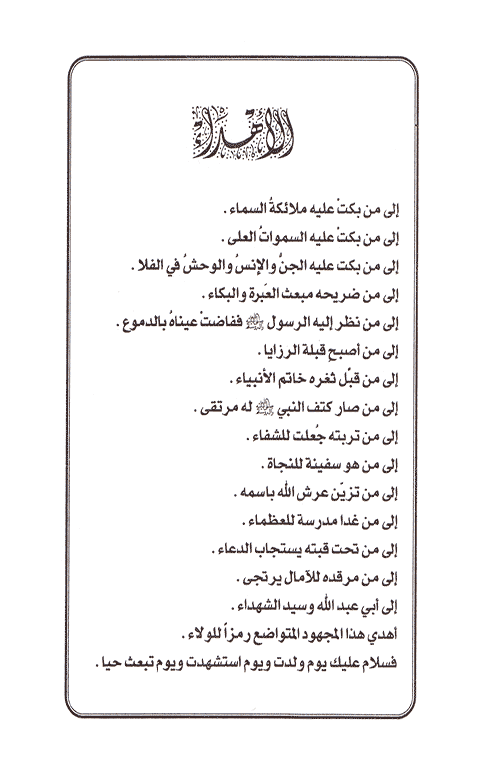 الإهداء
إلى من بكتْ عليه ملائكةُ السماء .
إلى من بكتْ عليه السمواتُ العلى .
إلى من بكت عليه الجنُّ والإنسُ والوحشُ في الفلا .
إلى من ضريحه مبعث العَبرة والبكاء .
إلى من نظر إليه الرسول ﷺ ففاضتْ عيناهُ بالدموع .
إلى من أصبح قبلة الرزايا .
إلى من قبّل ثغره خاتم الأنبياء .
إلى من صار كتف النبي ﷺ له مرتقى .
إلى من تربته جُعلت للشفاء .
إلى من هو سفينة للنجاة .
إلى من تزيّن عرش الله باسمه .
إلى من غدا مدرسة للعظماء .
إلى من تحت قبته يستجاب الدعاء .
إلى من مرقده للآمال يرتجى .
إلى أبي عبد الله وسيد الشهداء .
أهدي هذا المجهود المتواضع رمزاً للولاء .
فسلام عليك يوم ولدت ويوم استشهدت ويوم تبعث حيا .